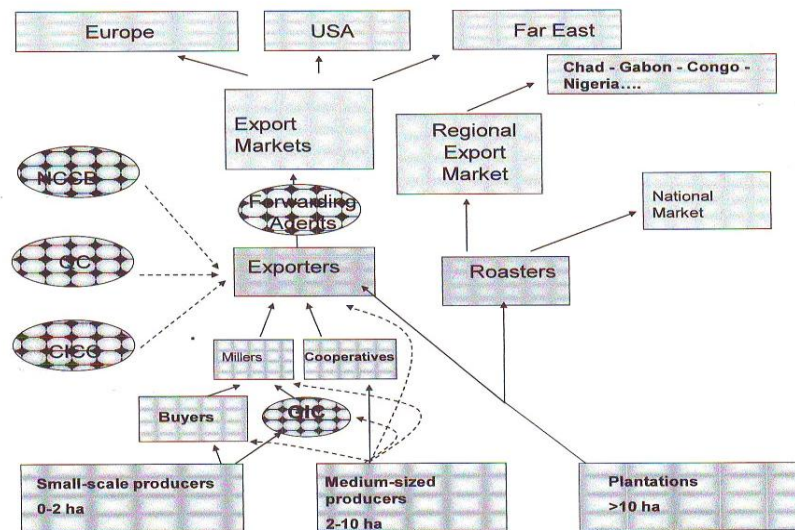 Europe
USA
Far East
Chad - Gabon - Congo -
Nigeria....
Export
Markets
Regional
Export
Market
NCCB
National
Market
Forwarding
Agents
QC
Exporters
Roasters
CICC
Millers
Cooperatives
Buyers
GIC
Small-scale producers
0-2 ha
Medium-sized
producers
2-10 ha
Plantations
>10 ha